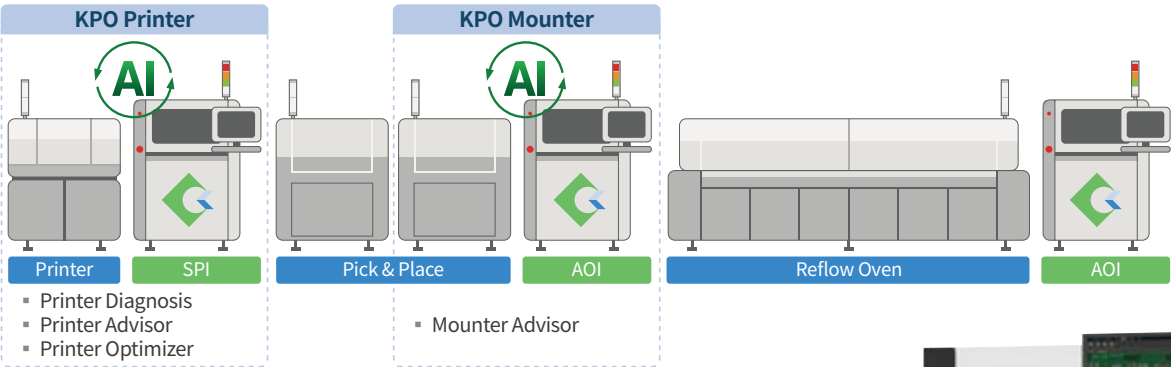 KPO Printer
KPO Mounter
AI
AI
Printer
SPI
Pick & Place
AOI
Reflow Oven
AOI
▪ Printer Diagnosis
▪ Printer Advisor
▪ Printer Optimizer
▪ Mounter Advisor